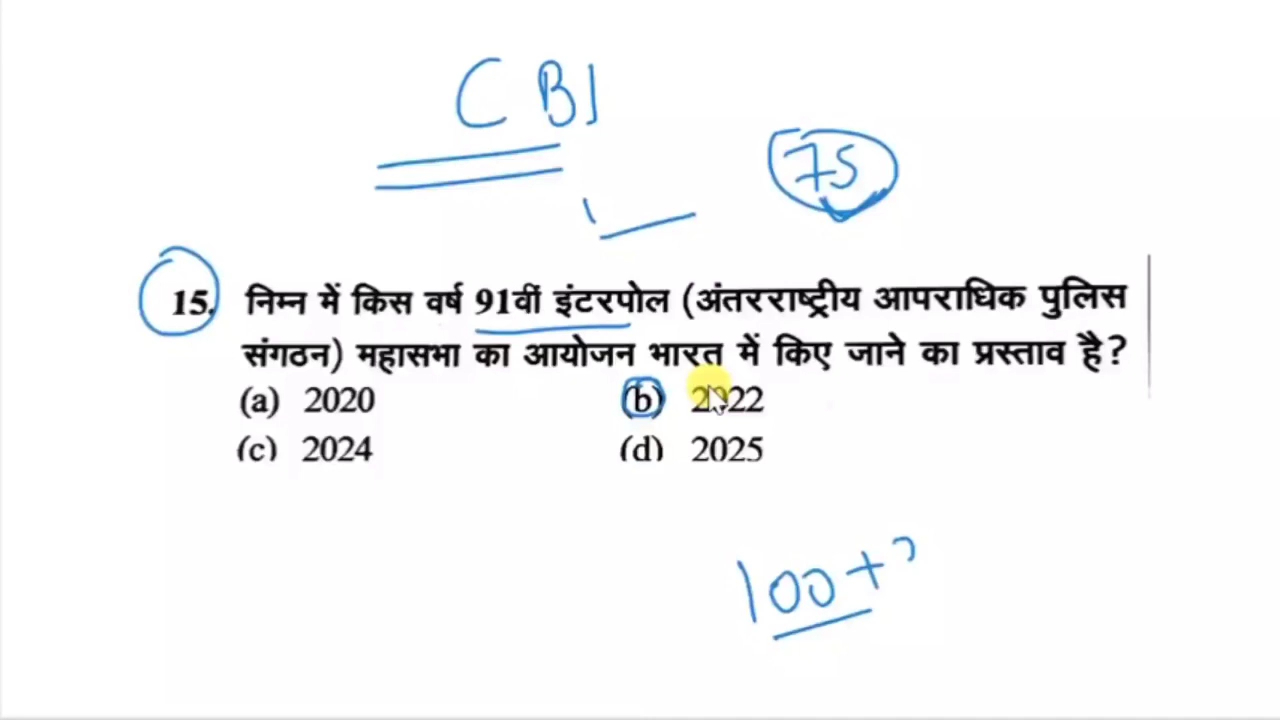 CBI
75
15. निम्न में किस वर्ष 91वीं इंटरपोल (अंतरराष्ट्रीय आपराधिक पुलिस
संगठन) महासभा का आयोजन भारत में किए जाने का प्रस्ताव है?
(a) 2020 (b) 2022
(c) 2024 (d) 2025
100+